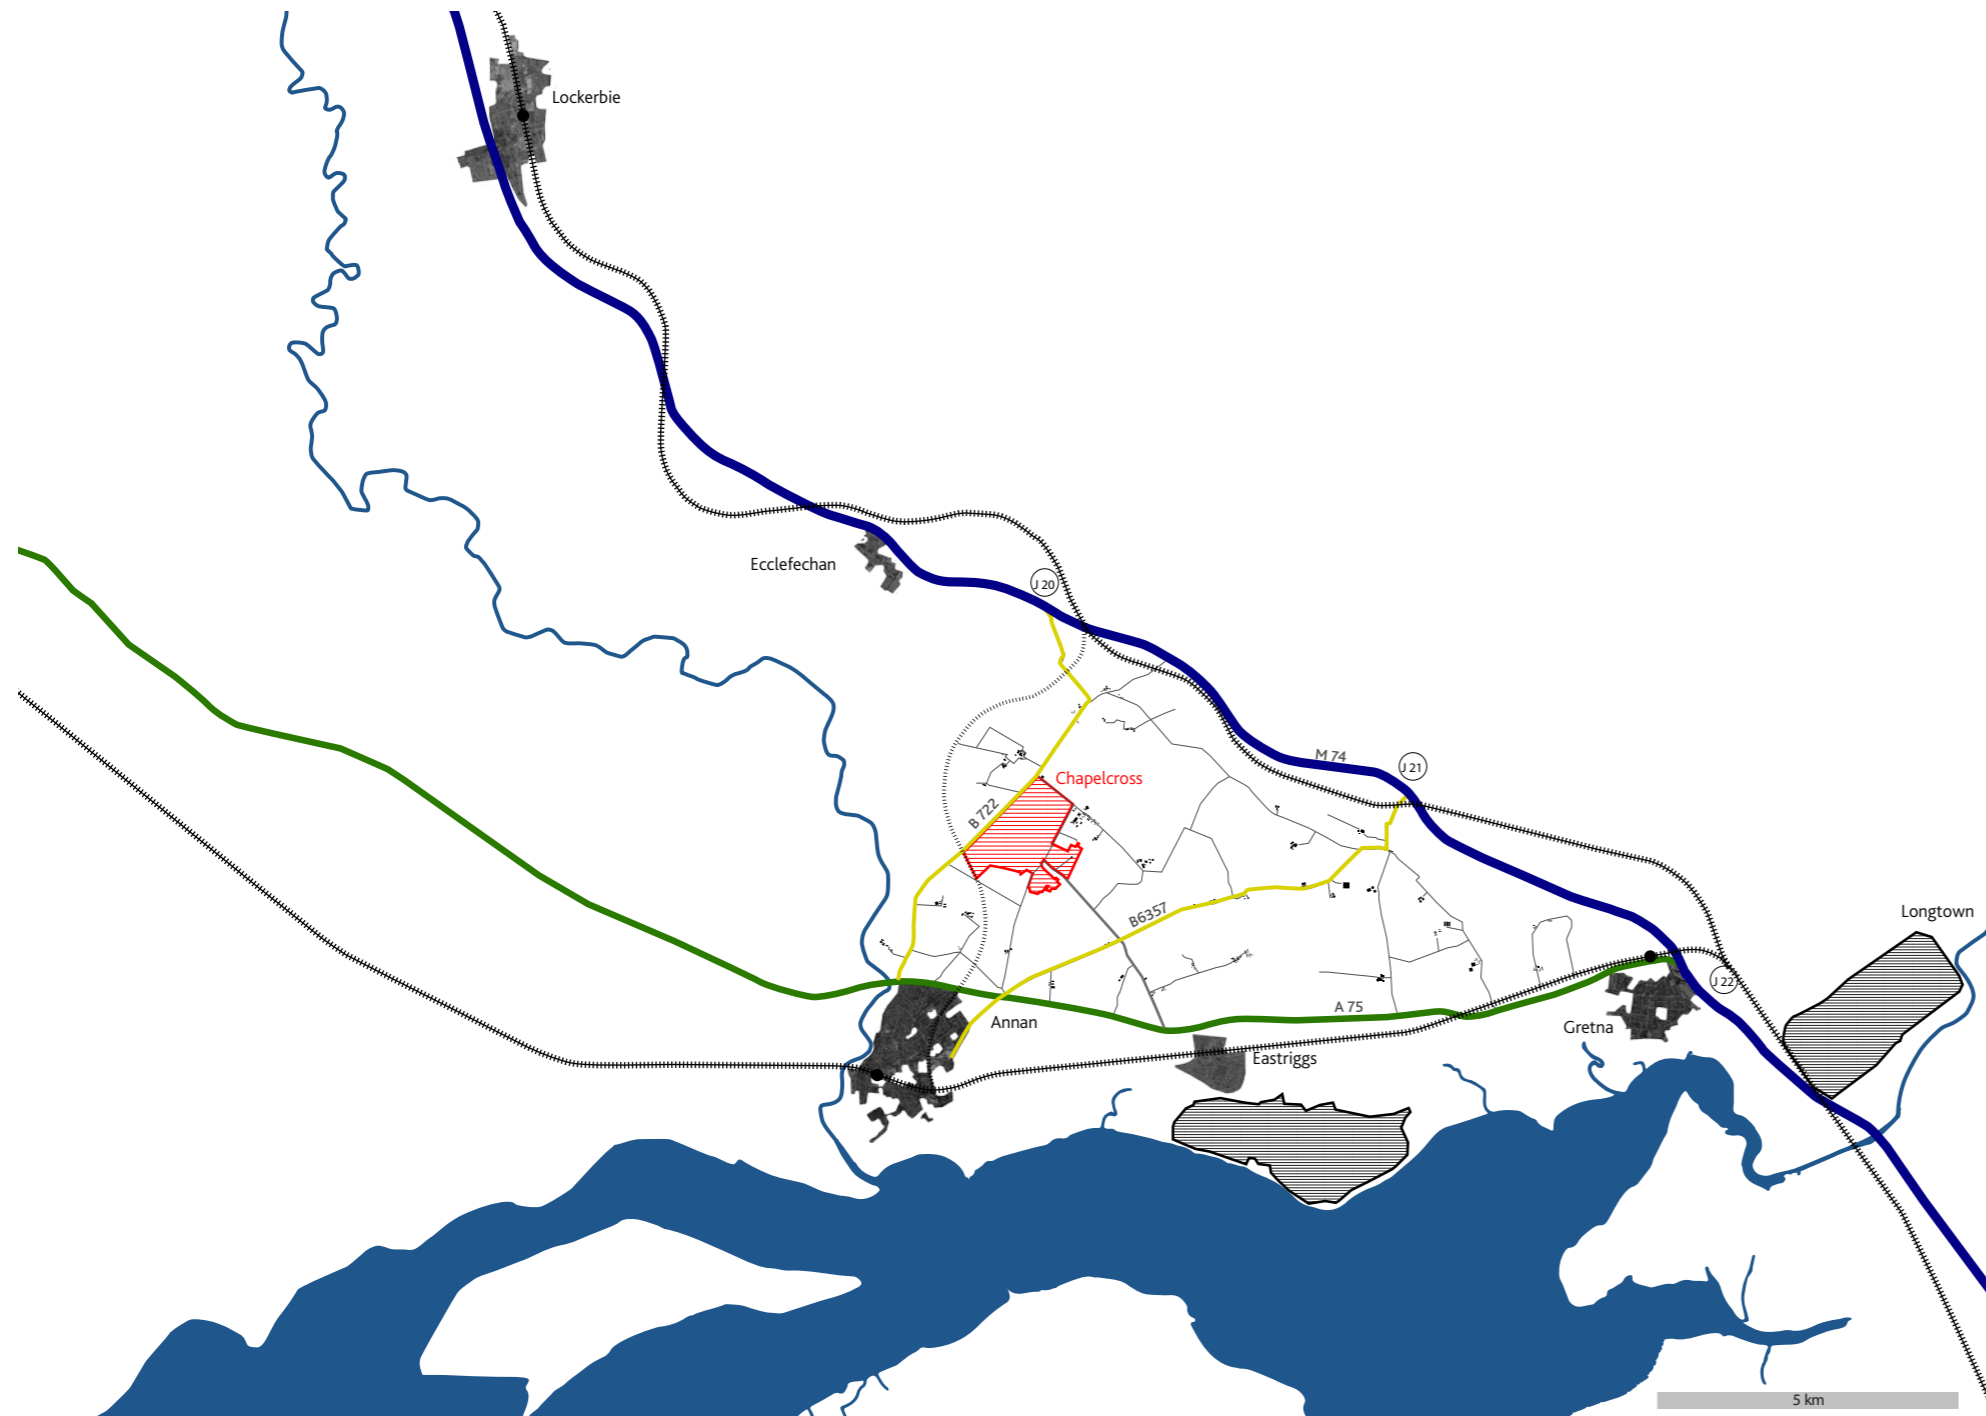 Lockerbie
Ecclefechan
J 20
M 74
J 21
Chapelcross
B 722
B6357
Longtown
J 22
A 75
Annan
Gretna
Eastriggs
5 km